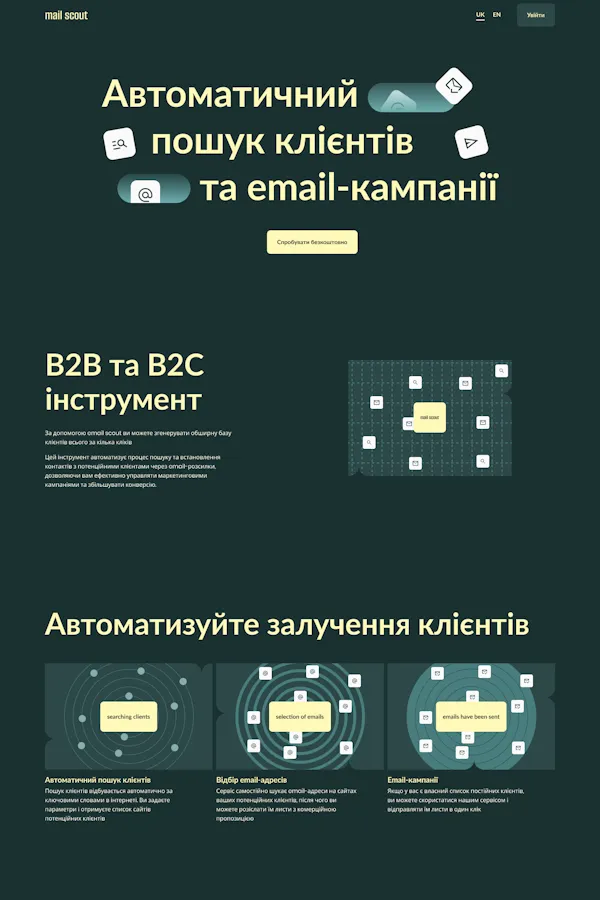 mail scout
UK EN Увійти
Автоматичний
пошук клієнтів
та email-кампанії
Спробувати безкоштовно
B2B та B2C
інструмент
За допомогою email scout ви можете згенерувати обширну базу
клієнтів всього за кілька кліків
Цей інструмент автоматизує процес пошуку та встановлення
контактів з потенційними клієнтами через email-розсилки,
дозволяючи вам ефективно управляти маркетинговими
кампаніями та збільшувати конверсію.
mail scout
Автоматизуйте залучення клієнтів
searching clients
selection of emails
emails have been sent
Автоматичний пошук клієнтів
Пошук клієнтів відбувається автоматично за
ключовими словами в інтернеті. Ви задаєте
параметри і отримуєте список сайтів
потенційних клієнтів
Відбір email-адресів
Сервіс самостійно шукає email-адреси на сайтах
ваших потенційних клієнтів, після чого ви
можете розіслати їм листи з комерційною
пропозицією
Email-кампанії
Якщо у вас є власний список постійних клієнтів,
ви можете скористатися нашим сервісом і
відправляти їм листи в один клік